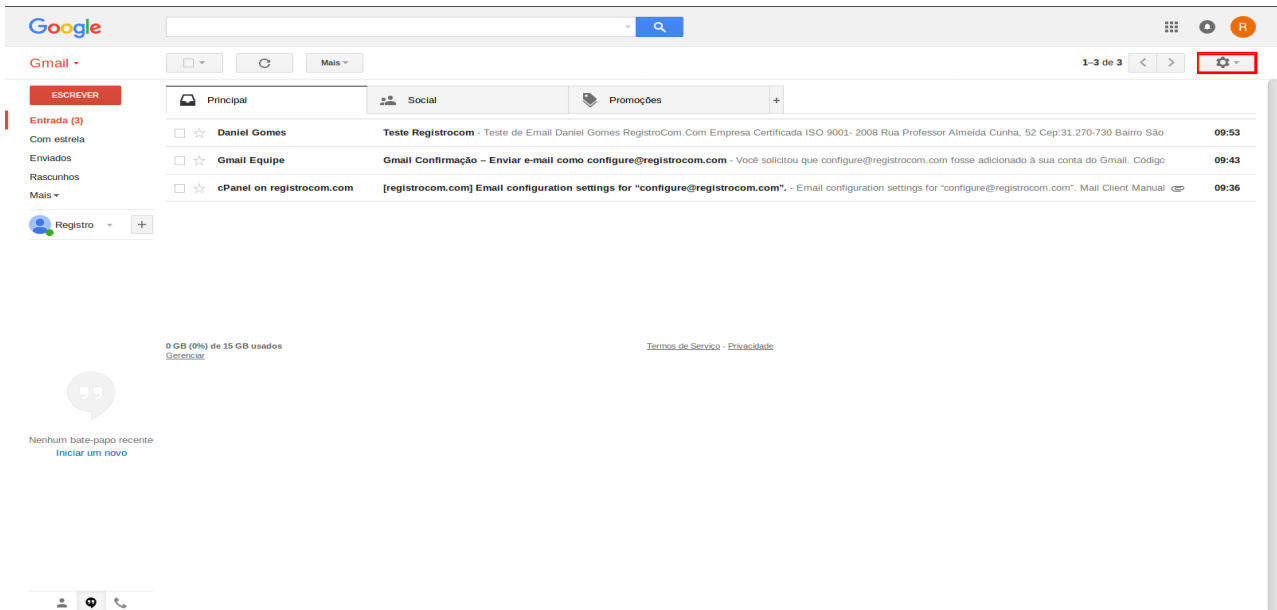 Google
R
Gmail
Mais
1–3 de 3
ESCREVER
Principal
Social
Promoções
+
Entrada (3)
Com estrela
Enviados
Rascunhos
Mais
Daniel Gomes Teste Registrocom - Teste de Email Daniel Gomes RegistroCom.Com Empresa Certificada ISO 9001- 2008 Rua Professor Almeida Cunha, 52 Cep:31.270-730 Bairro São 09:53
Gmail Equipe Gmail Confirmação – Enviar e-mail como configure@registrocom.com - Você solicitou que configure@registrocom.com fosse adicionado à sua conta do Gmail. Código 09:43
cPanel on registrocom.com [registrocom.com] Email configuration settings for “configure@registrocom.com”. - Email configuration settings for “configure@registrocom.com”. Mail Client Manual 09:36
Registro
+
0 GB (0%) de 15 GB usados
Gerenciar
Termos de Serviço - Privacidade
Nenhum bate-papo recente
Iniciar um novo